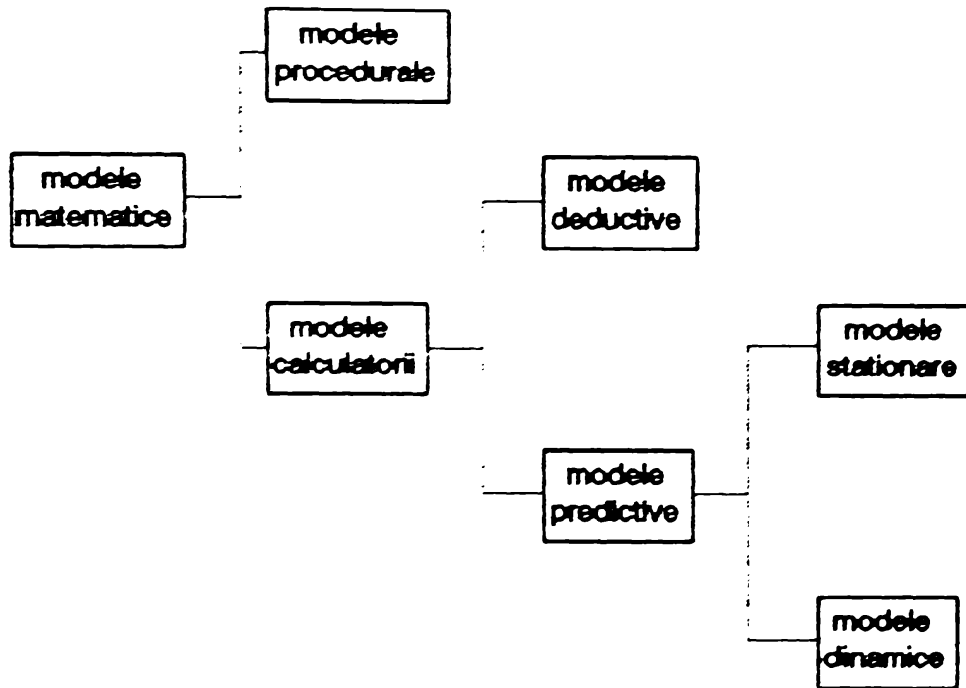 modele
procedurale
modele
matematice
modele
deductive
modele
calculatorii
modele
stationare
modele
predictive
modele
dinamice